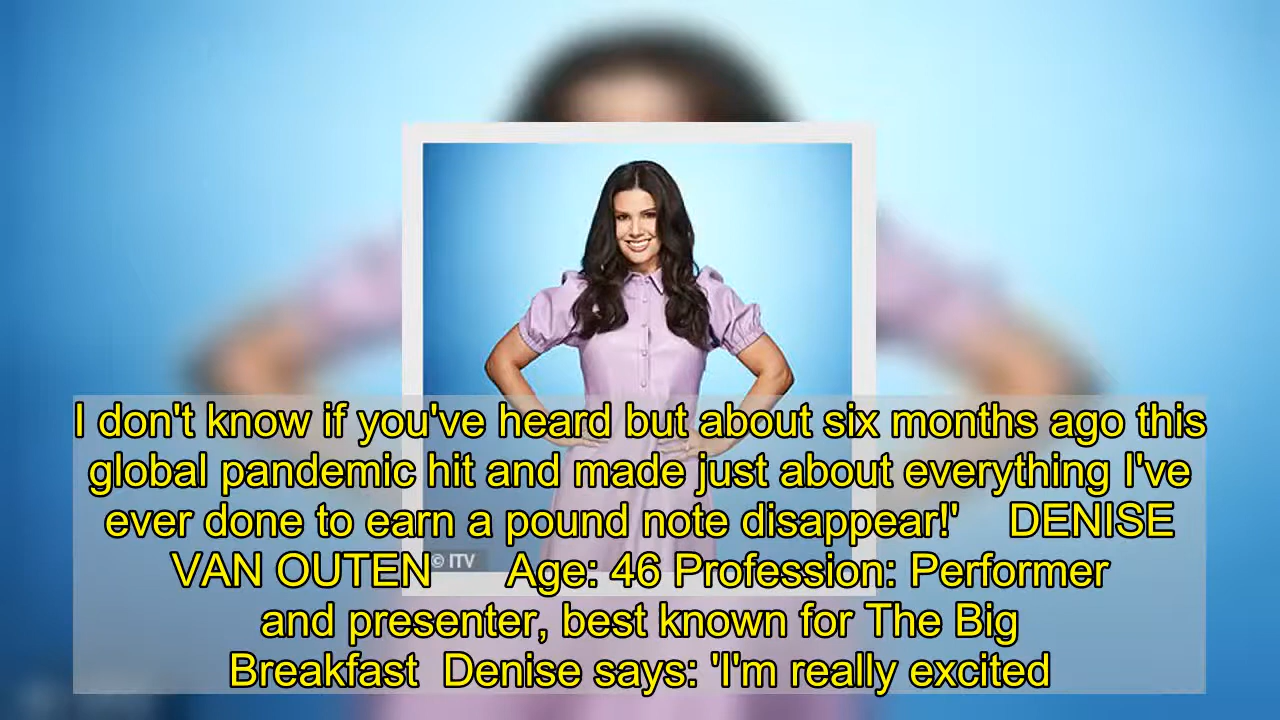 I don't know if you've heard but about six months ago this
global pandemic hit and made just about everything I've
ever done to earn a pound note disappear!' DENISE
VAN OUTEN Age: 46 Profession: Performer
© ITV
and presenter, best known for The Big
Breakfast Denise says: 'I'm really excited